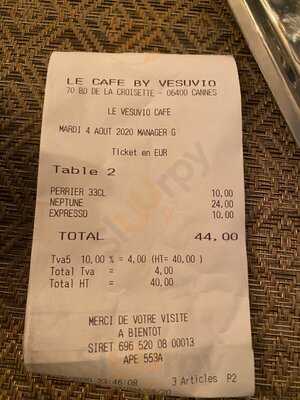 LE CAFE BY VESUVIO
70 BD DE LA CROISETTE - 06400 CANNES
LE VESUVIO CAFE
MARDI 4 AOUT 2020 MANAGER G
Ticket en EUR
Table 2
PERRIER 33CL 10,00
NEPTUNE 24,00
EXPRESSO 10,00
TOTAL 44,00
Tva5 10,00 % = 4,00 (HT= 40,00 )
Total Tva = 4,00
Total HT = 40,00
MERCI DE VOTRE VISITE
A BIENTOT
SIRET 696 520 08 00013
APE 553A
23:46:08 3 Articles P2